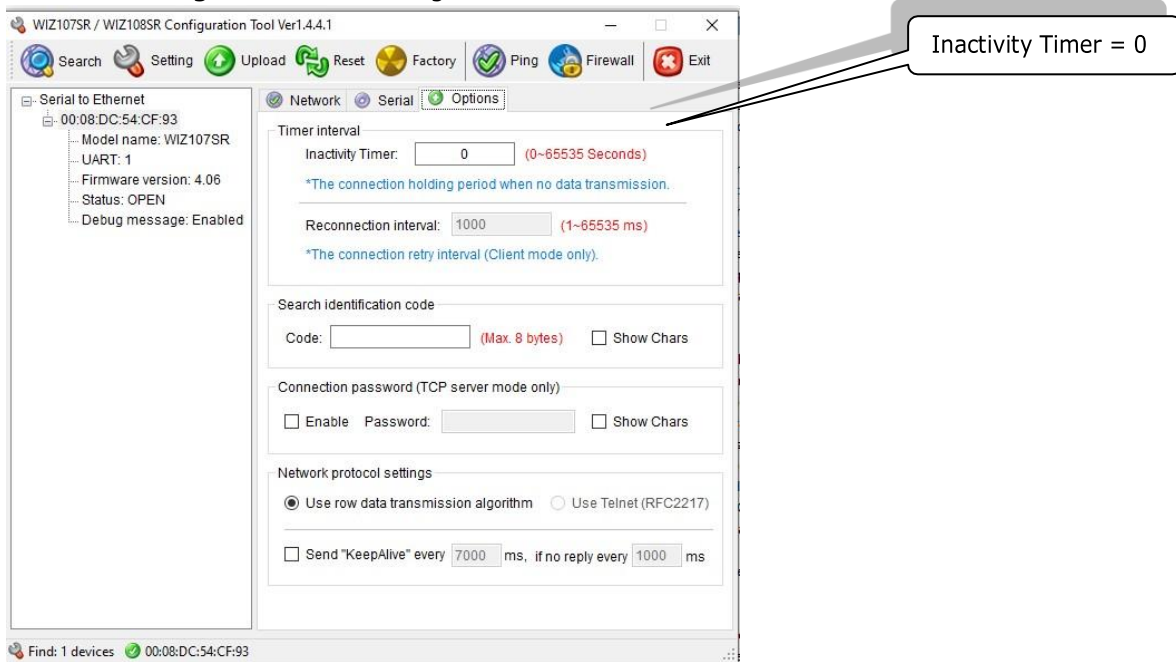 WIZ107SR / WIZ108SR Configuration Tool Ver1.4.4.1
Inactivity Timer = 0
Search Setting Upload Reset Factory Ping Firewall Exit
Serial to Ethernet
00:08:DC:54:CF:93
Model name: WIZ107SR
UART: 1
Firmware version: 4.06
Status: OPEN
Debug message: Enabled
Network Serial Options
Timer interval
Inactivity Timer: 0 (0~65535 Seconds)
*The connection holding period when no data transmission.
Reconnection interval: 1000 (1~65535 ms)
*The connection retry interval (Client mode only).
Search identification code
Code: (Max. 8 bytes) Show Chars
Connection password (TCP server mode only)
Enable Password: Show Chars
Network protocol settings
Use row data transmission algorithm Use Telnet (RFC2217)
Send "KeepAlive" every 7000 ms, if no reply every 1000 ms
Find: 1 devices 00:08:DC:54:CF:93